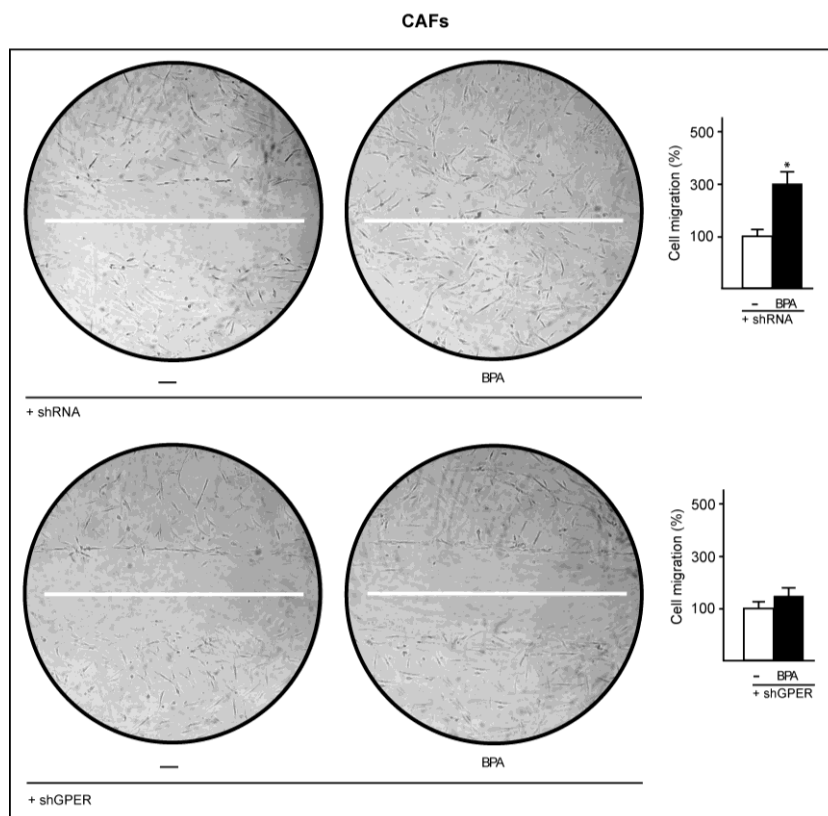 CAFs
500
300
100
Cell migration (%)
*
– BPA
+ shRNA
— BPA
+ shRNA
500
300
100
Cell migration (%)
– BPA
+ shGPER
— BPA
+ shGPER